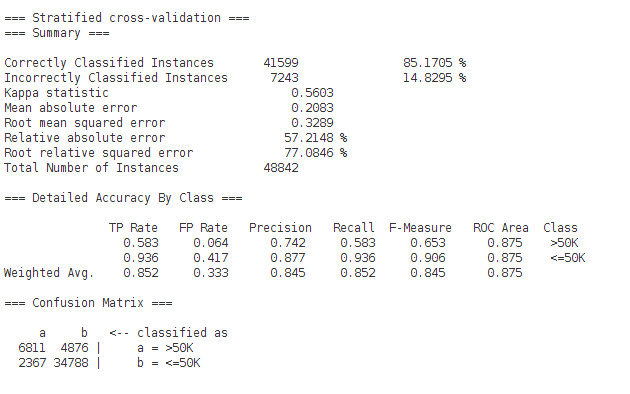 === Stratified cross-validation ===
=== Summary ===
Correctly Classified Instances 41599 85.1705 %
Incorrectly Classified Instances 7243 14.8295 %
Kappa statistic 0.5603
Mean absolute error 0.2083
Root mean squared error 0.3289
Relative absolute error 57.2148 %
Root relative squared error 77.0846 %
Total Number of Instances 48842
=== Detailed Accuracy By Class ===
TP Rate FP Rate Precision Recall F-Measure ROC Area Class
0.583 0.064 0.742 0.583 0.653 0.875 >50K
0.936 0.417 0.877 0.936 0.906 0.875 <=50K
Weighted Avg. 0.852 0.333 0.845 0.852 0.845 0.875
=== Confusion Matrix ===
a b <-- classified as
6811 4876 | a = >50K
2367 34788 | b = <=50K